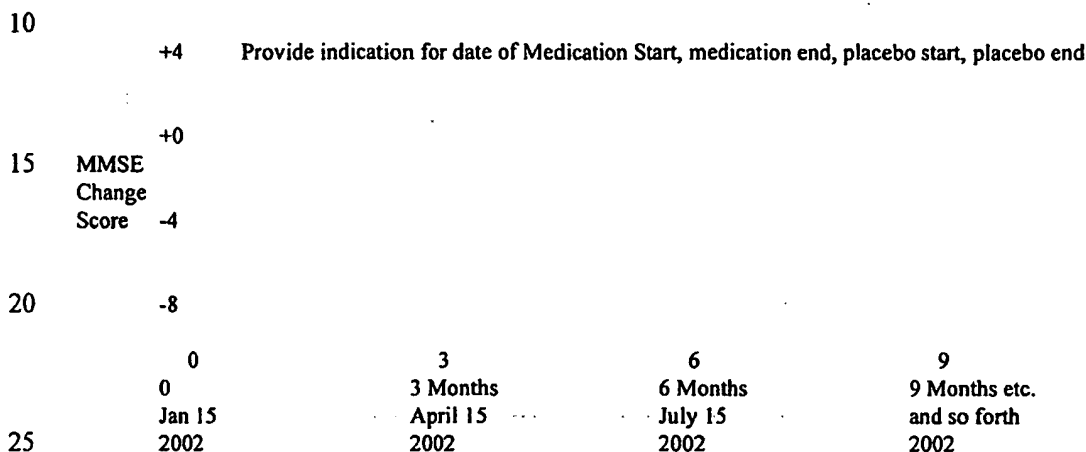 10
+4 Provide indication for date of Medication Start, medication end, placebo start, placebo end
+0
15 MMSE
Change
Score -4
20 -8
0 3 6 9
0 3 Months 6 Months 9 Months etc.
Jan 15 April 15 July 15 and so forth
25 2002 2002 2002 2002